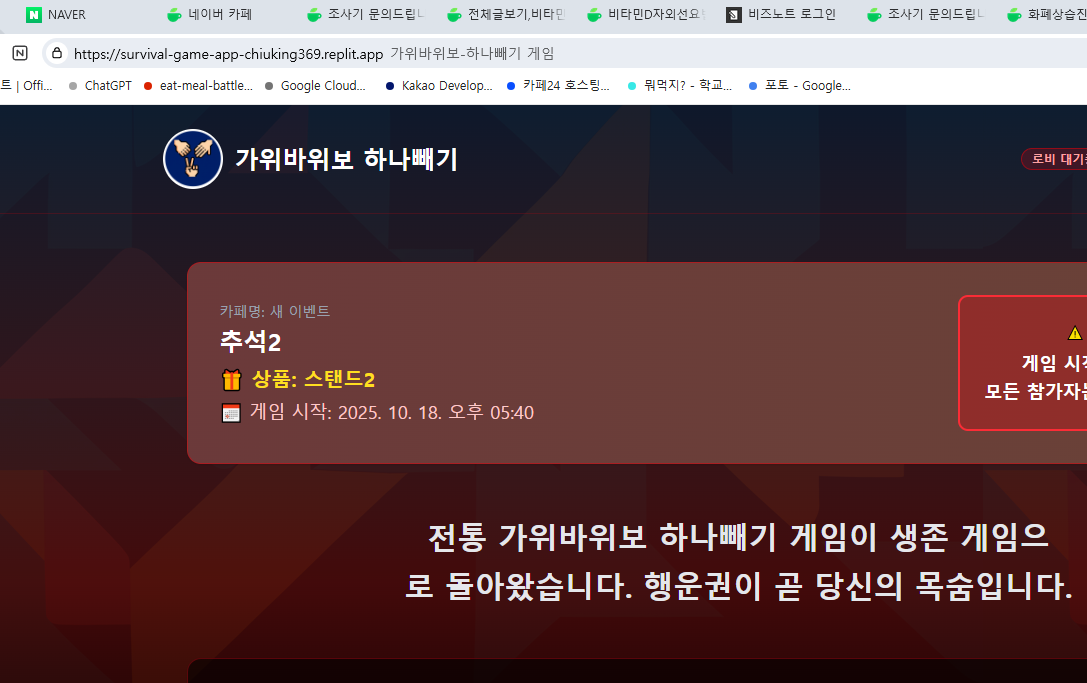 NAVER
네이버 카페
조사기 문의드립니
전체글보기,비타민
비타민D자외선요
비즈노트 로그인
조사기 문의드립니
화폐상습진
https://survival-game-app-chiuking369.replit.app 가위바위보-하나빼기 게임
트 | Offi...
ChatGPT
eat-meal-battle...
Google Cloud...
Kakao Develop...
카페24 호스팅...
뭐먹지? - 학교...
포토 - Google...
가위바위보 하나빼기
로비 대기
카페명: 새 이벤트
추석2
상품: 스탠드2
게임 시작: 2025. 10. 18. 오후 05:40
게임 시
모든 참가자는
전통 가위바위보 하나빼기 게임이 생존 게임으
로 돌아왔습니다. 행운권이 곧 당신의 목숨입니다.